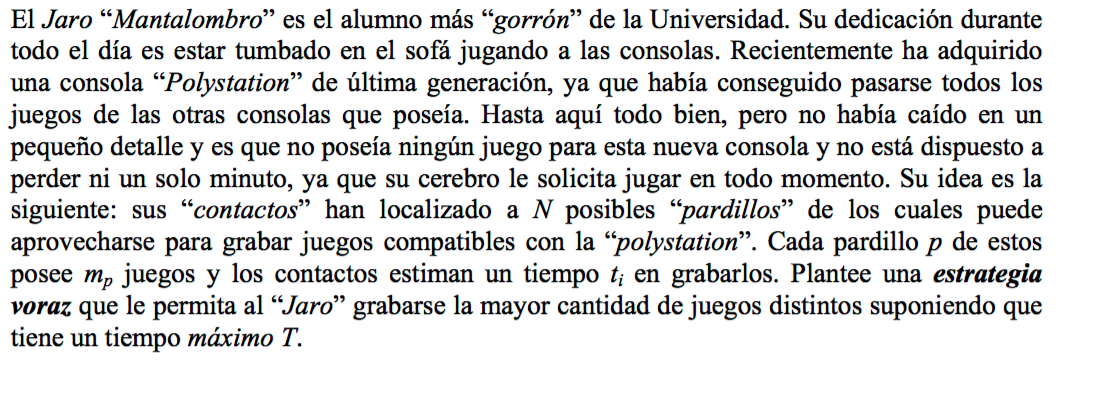 El Jaro “Mantalombro” es el alumno más “gorrón” de la Universidad. Su dedicación durante
todo el día es estar tumbado en el sofá jugando a las consolas. Recientemente ha adquirido
una consola “Polystation” de última generación, ya que había conseguido pasarse todos los
juegos de las otras consolas que poseía. Hasta aquí todo bien, pero no había caído en un
pequeño detalle y es que no poseía ningún juego para esta nueva consola y no está dispuesto a
perder ni un solo minuto, ya que su cerebro le solicita jugar en todo momento. Su idea es la
siguiente: sus “contactos” han localizado a N posibles “pardillos” de los cuales puede
aprovecharse para grabar juegos compatibles con la “polystation”. Cada pardillo p de estos
posee mp juegos y los contactos estiman un tiempo ti en grabarlos. Plantee una estrategia
voraz que le permita al “Jaro” grabarse la mayor cantidad de juegos distintos suponiendo que
tiene un tiempo máximo T.